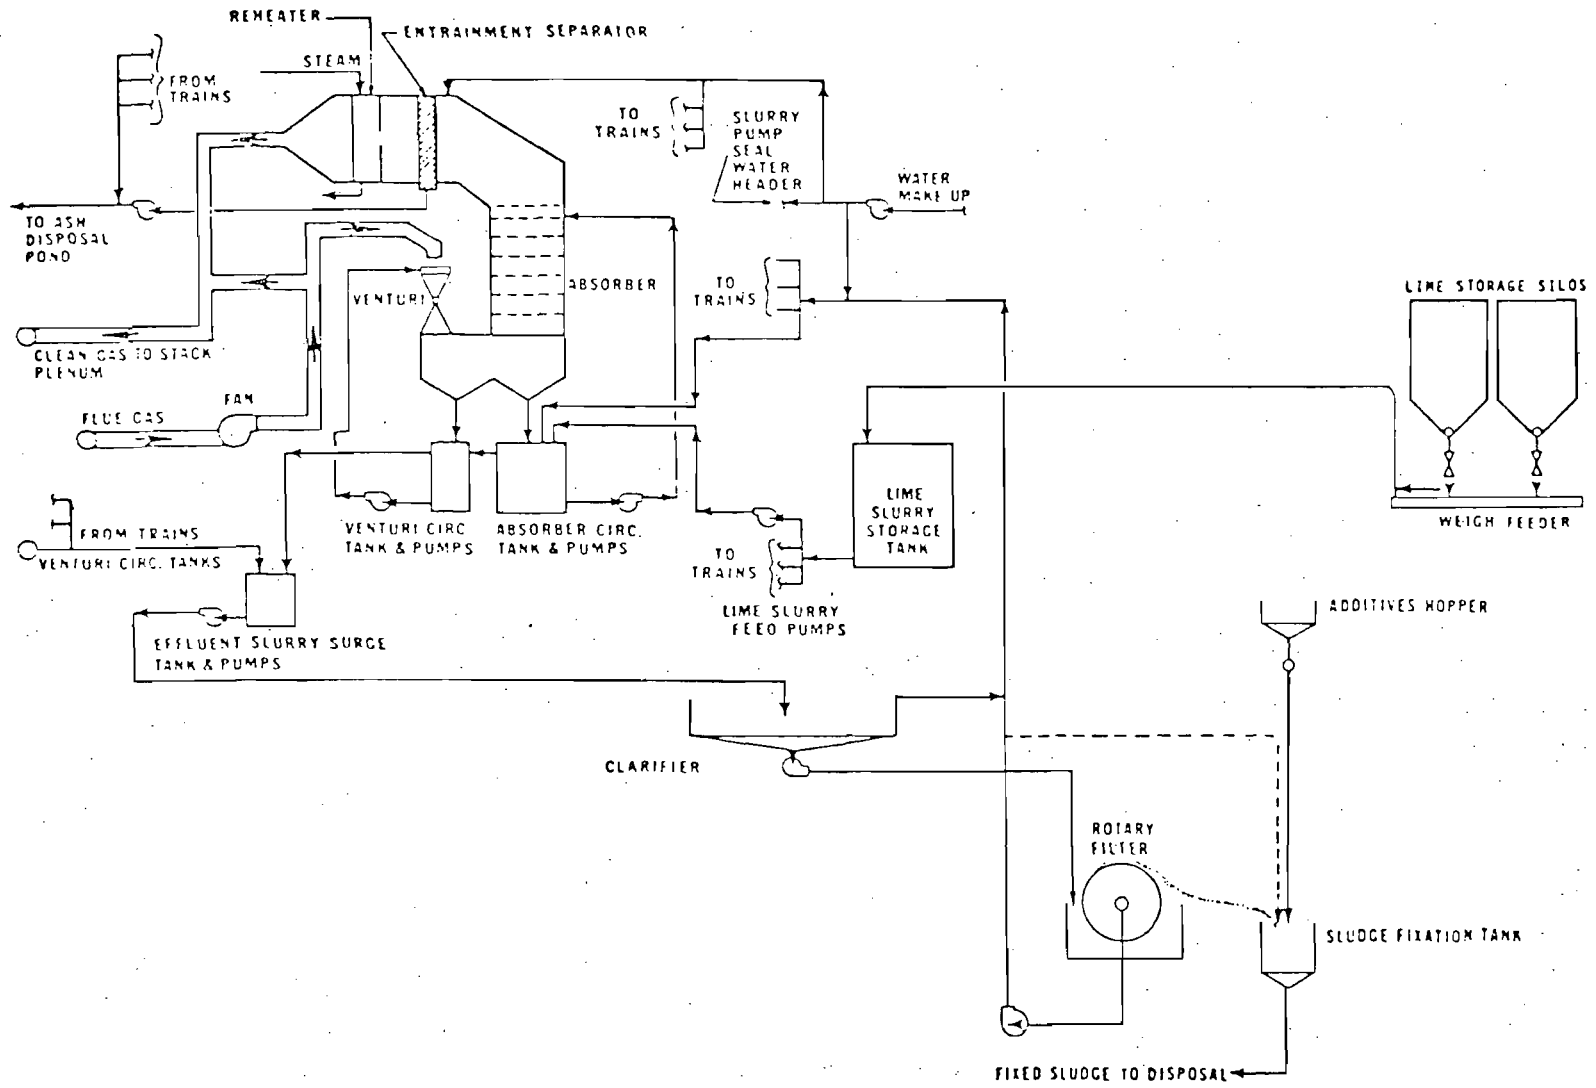 REHEATER
ENTRAINMENT SEPARATOR
STEAM
FROM
TRAINS
TO
TRAINS
SLURRY
PUMP
SEAL
WATER
HEADER
WATER
MAKE UP
TO ASH
DISPOSAL
POND
VENTURI
ABSORBER
TO
TRAINS
LIME STORAGE SILOS
CLEAN GAS TO STACK
PLENUM
FAN
FLUE GAS
LIME
SLURRY
STORAGE
TANK
WEIGH FEEDER
FROM TRAINS
VENTURI CIRC. TANKS
VENTURI CIRC
TANK & PUMPS
ABSORBER CIRC.
TANK & PUMPS
TO
TRAINS
LIME SLURRY
FEED PUMPS
ADDITIVES HOPPER
EFFLUENT SLURRY SURGE
TANK & PUMPS
CLARIFIER
ROTARY
FILTER
SLUDGE FIXATION TANK
FIXED SLUDGE TO DISPOSAL